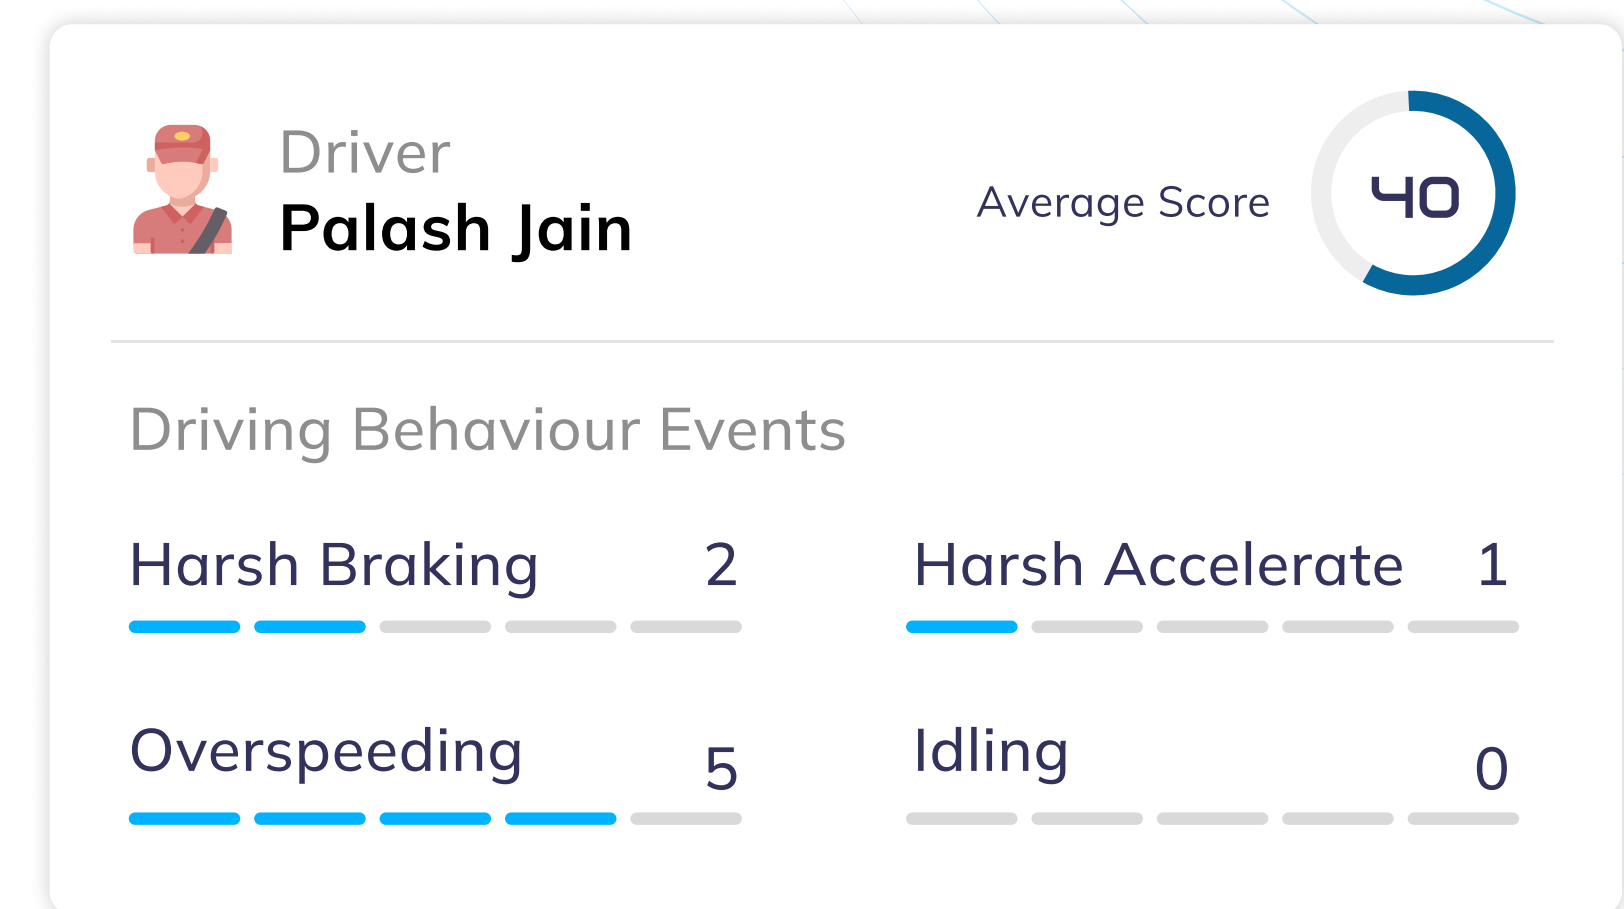 Driver
Palash Jain
Average Score
40
Driving Behaviour Events
Harsh Braking 2
Harsh Accelerate 1
Overspeeding 5
Idling 0